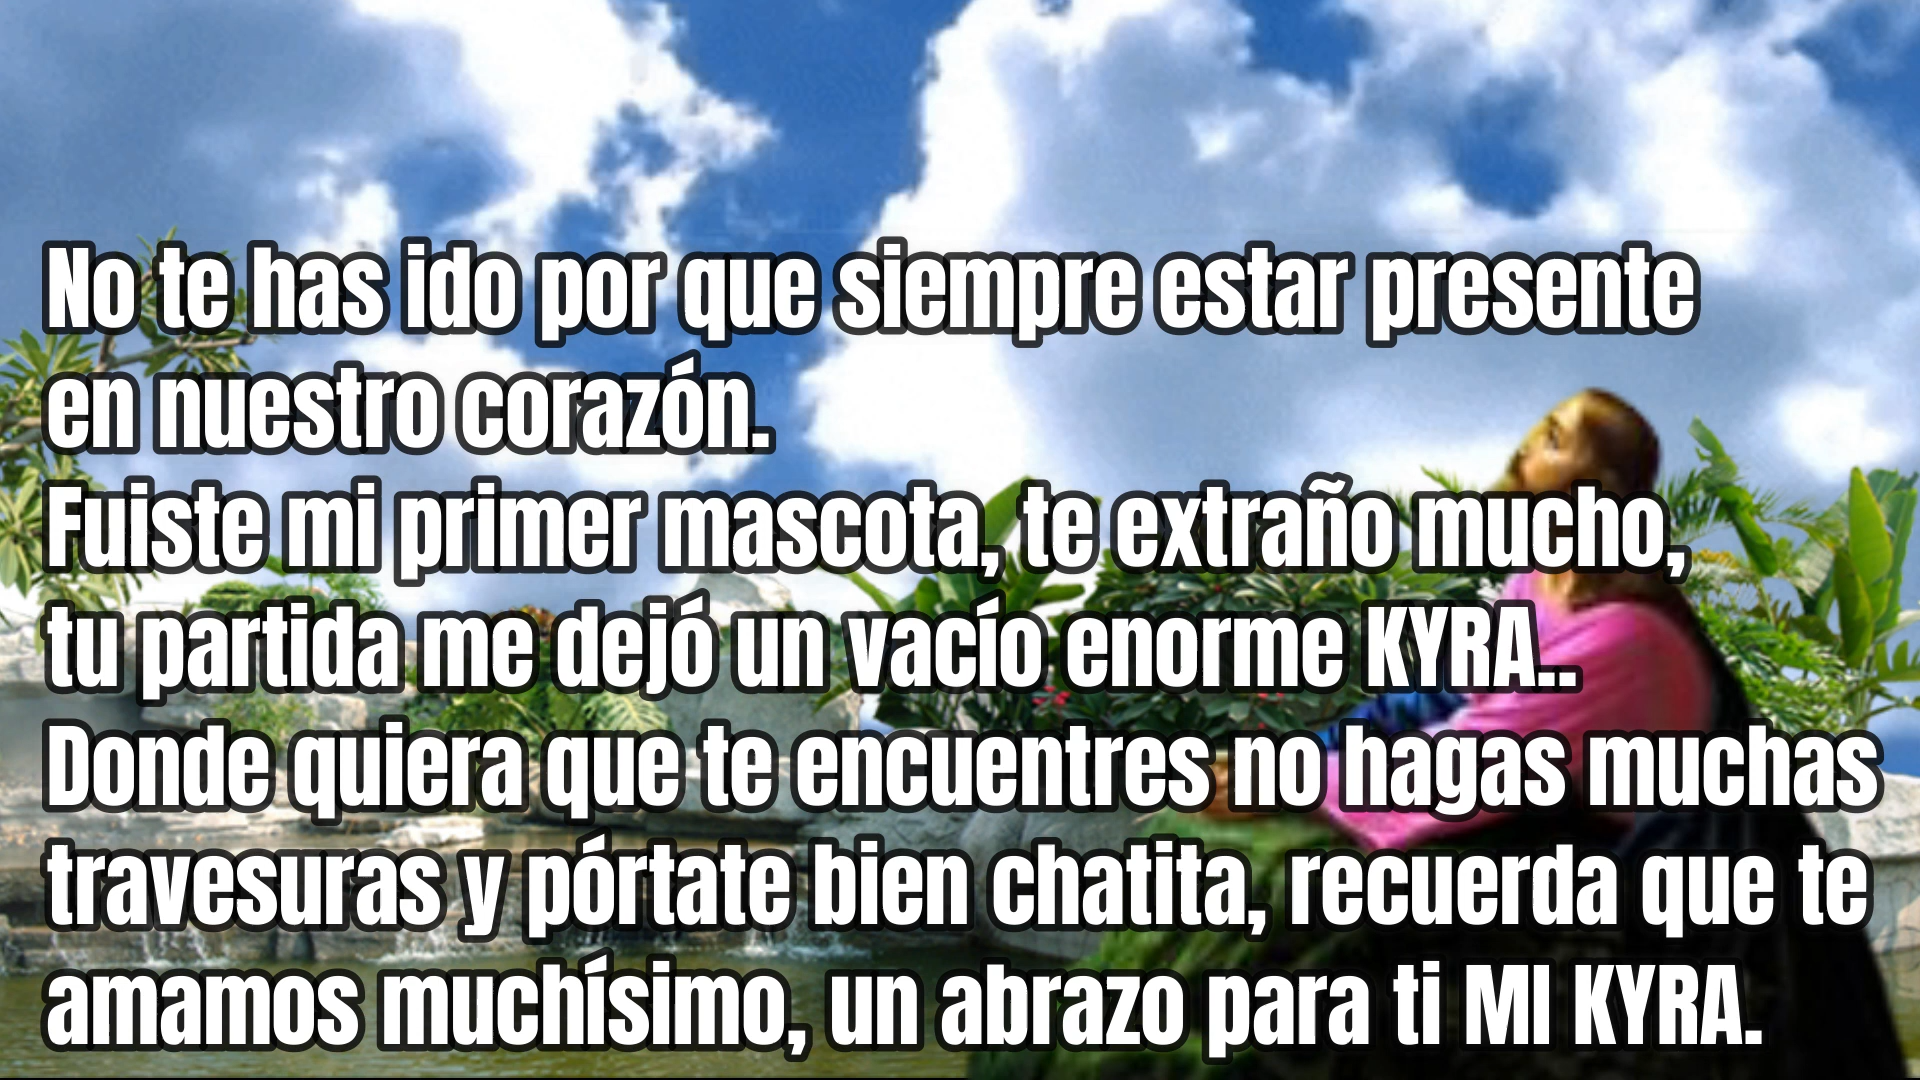 No te has ido por que siempre estar presente
en nuestro corazón.
Fuiste mi primer mascota, te extraño mucho,
tu partida me dejó un vacío enorme KYRA..
Donde quiera que te encuentres no hagas muchas
travesuras y pórtate bien chatita, recuerda que te
amamos muchísimo, un abrazo para ti MI KYRA.